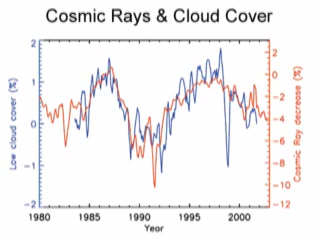 Cosmic Rays & Cloud Cover
Low cloud cover (%)
2
1
0
-1
-2
Cosmic Ray decrease (%)
2
0
-2
-4
-6
-8
-10
-12
1980 1985 1990 1995 2000
Year